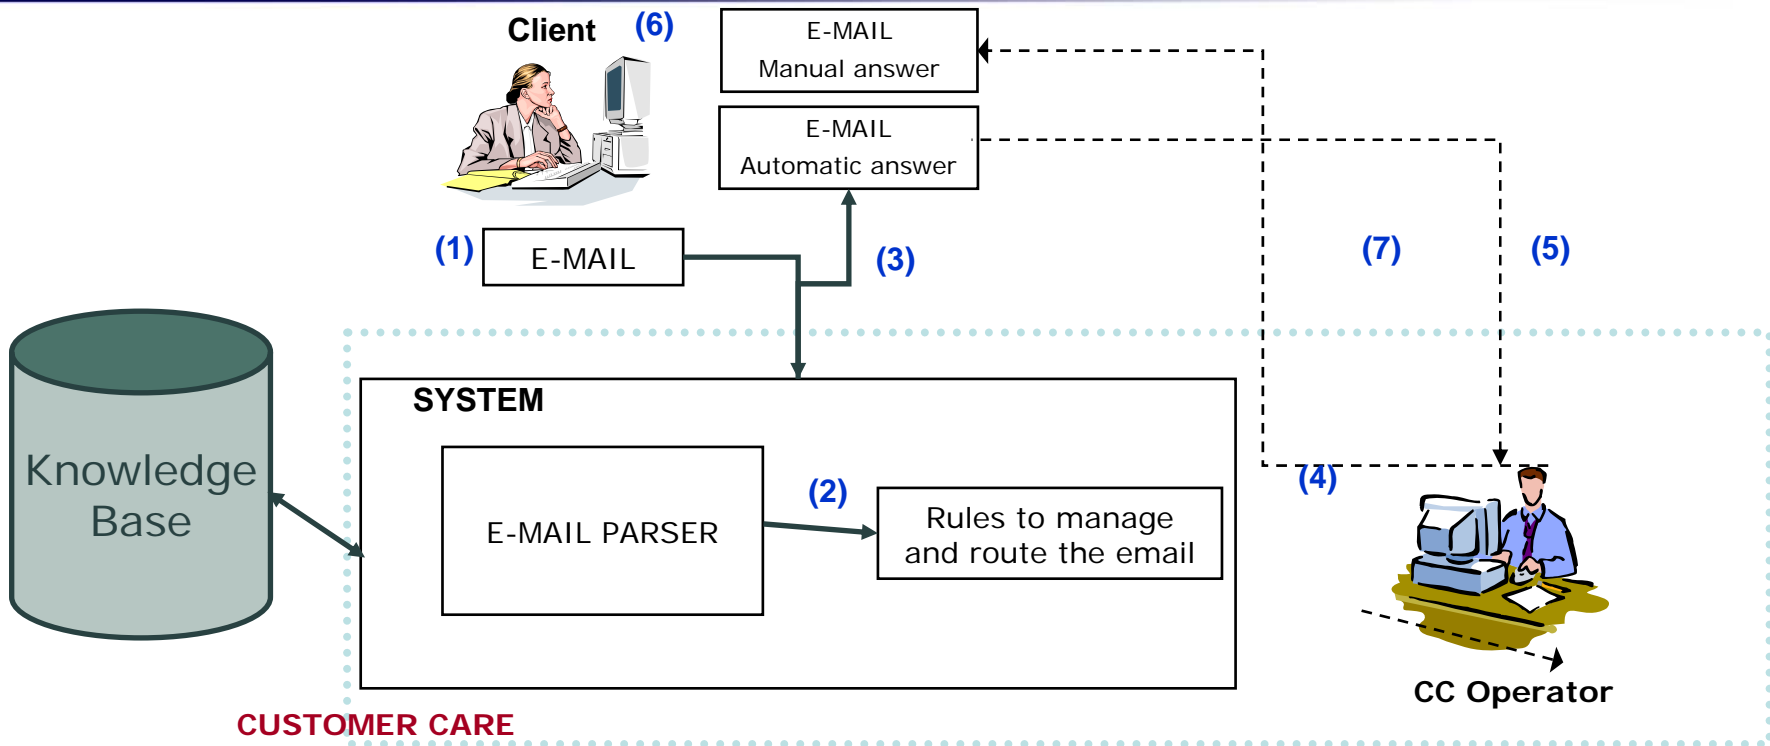 Client (6)
E-MAIL
Manual answer
E-MAIL
Automatic answer
(1)
E-MAIL
(3)
(7)
(5)
SYSTEM
Knowledge
Base
E-MAIL PARSER
(2)
Rules to manage
and route the email
(4)
CC Operator
CUSTOMER CARE